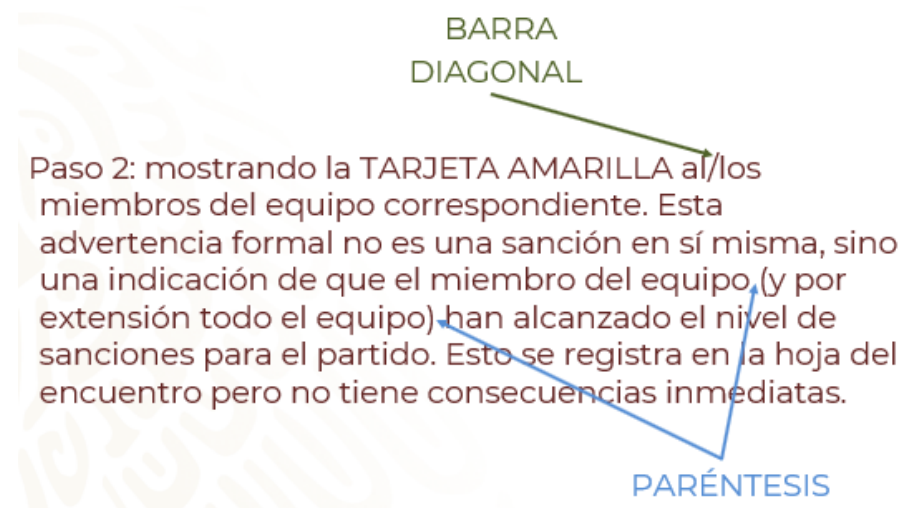 BARRA
DIAGONAL
Paso 2: mostrando la TARJETA AMARILLA al/los
miembros del equipo correspondiente. Esta
advertencia formal no es una sanción en sí misma, sino
una indicación de que el miembro del equipo (y por
extensión todo el equipo) han alcanzado el nivel de
sanciones para el partido. Esto se registra en la hoja del
encuentro pero no tiene consecuencias inmediatas.
PARÉNTESIS